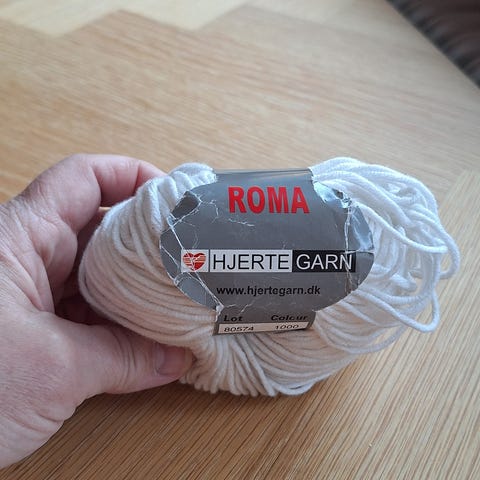 ROMA
HJERTE GARN
www.hjertegarn.dk
Lot Colour
80574 1000